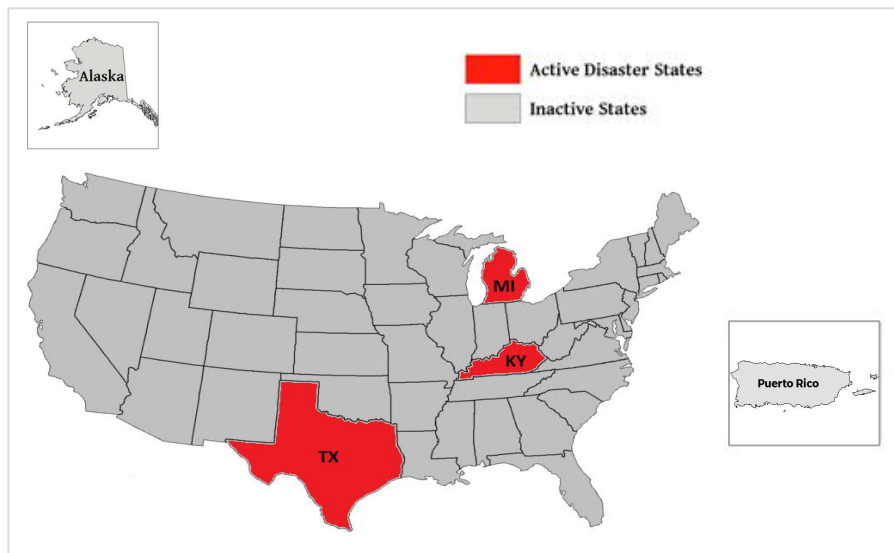 Alaska
Active Disaster States
Inactive States
MI
KY
TX
Puerto Rico